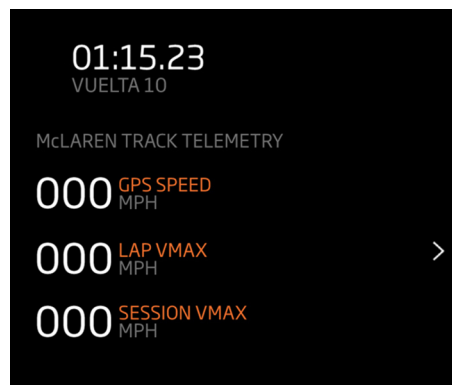 01:15.23
VUELTA 10
McLAREN TRACK TELEMETRY
000 GPS SPEED
MPH
000 LAP VMAX
MPH
000 SESSION VMAX
MPH